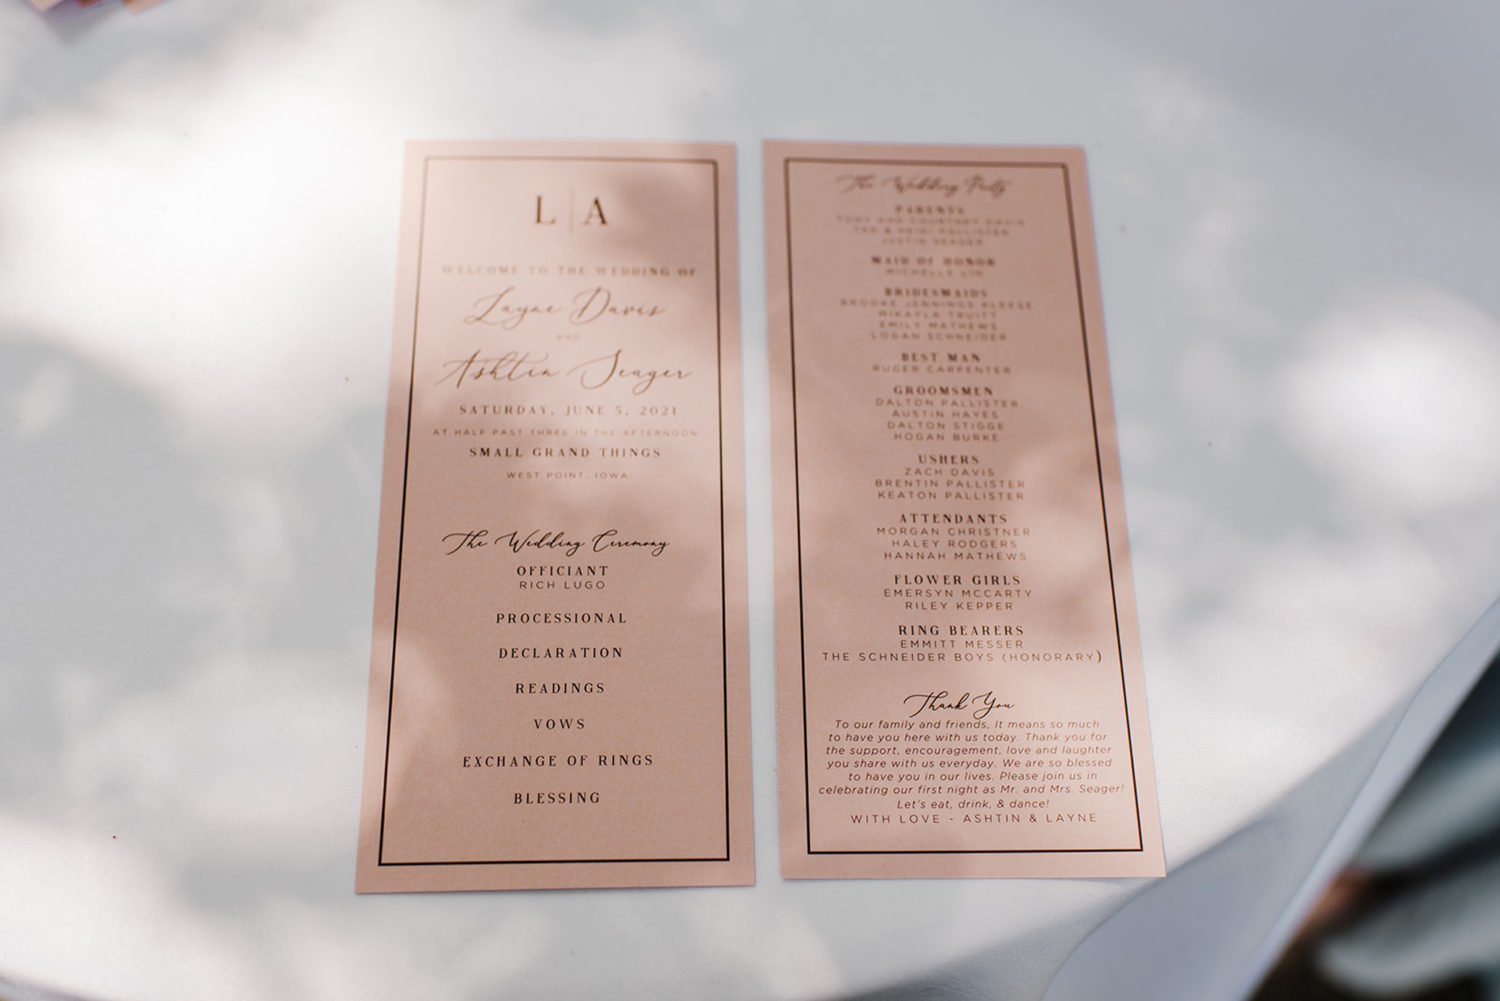 L | A
WELCOME TO THE WEDDING OF
Layne Davis
AND
Ashtin Seager
SATURDAY, JUNE 5, 2021
AT HALF PAST THREE IN THE AFTERNOON
SMALL GRAND THINGS
WEST POINT, IOWA
The Wedding Ceremony
OFFICIANT
RICH LUGO
PROCESSIONAL
DECLARATION
READINGS
VOWS
EXCHANGE OF RINGS
BLESSING
The Wedding Party
PARENTS
TONY AND COURTNEY DAVIS
TED & HEIDI PALLISTER
JUSTIN SEAGER
MAID OF HONOR
MICHELLE LIN
BRIDESMAIDS
BROOKE JENNINGS KLEESE
MIKAYLA TRUITT
EMILY MATHEWS
LOGAN SCHNEIDER
BEST MAN
RUGER CARPENTER
GROOMSMEN
DALTON PALLISTER
AUSTIN HAYES
DALTON STIGGE
HOGAN BURKE
USHERS
ZACH DAVIS
BRENTIN PALLISTER
KEATON PALLISTER
ATTENDANTS
MORGAN CHRISTNER
HALEY RODGERS
HANNAH MATHEWS
FLOWER GIRLS
EMERSYN MCCARTY
RILEY KEPPER
RING BEARERS
EMMITT MESSER
THE SCHNEIDER BOYS (HONORARY)
Thank You
To our family and friends, It means so much
to have you here with us today. Thank you for
the support, encouragement, love and laughter
you share with us everyday. We are so blessed
to have you in our lives. Please join us in
celebrating our first night as Mr. and Mrs. Seager!
Let's eat, drink, & dance!
WITH LOVE - ASHTIN & LAYNE